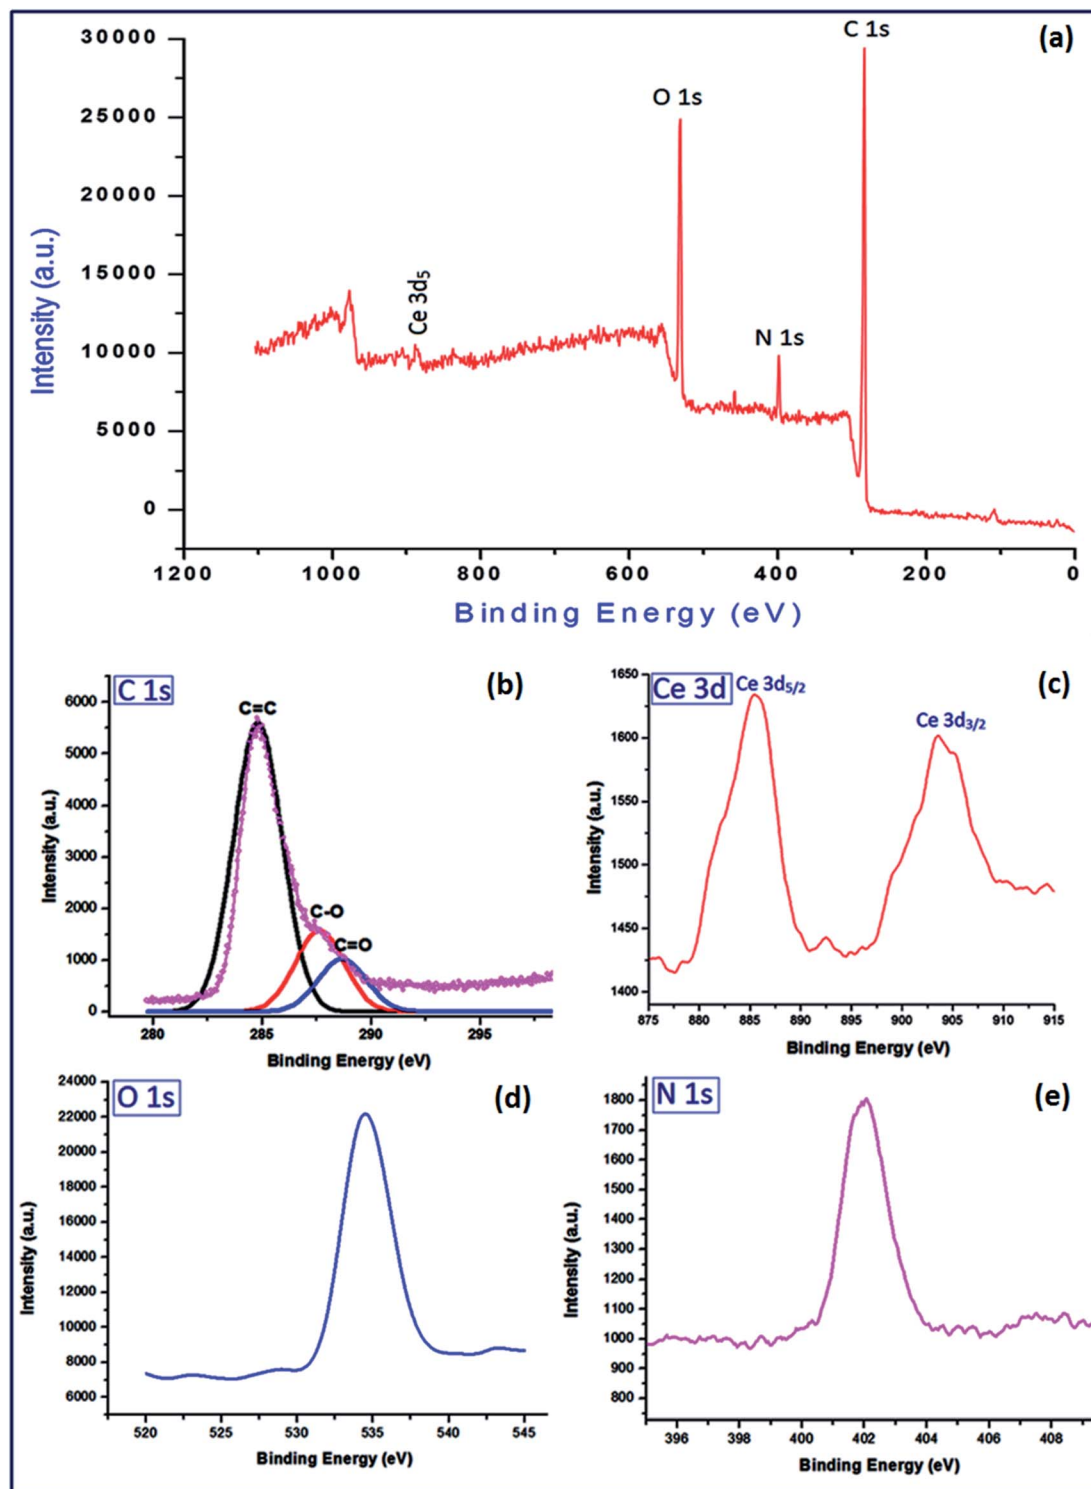 (a)
C 1s
O 1s
N 1s
Ce 3d5
30000
25000
20000
15000
10000
5000
0
Intensity (a.u.)
1200 1000 800 600 400 200 0
Binding Energy (eV)
C 1s
(b)
C=C
C-O
C=O
6000
5000
4000
3000
2000
1000
0
Intensity (a.u.)
280 285 290 295
Binding Energy (eV)
Ce 3d
Ce 3d5/2
(c)
Ce 3d3/2
1650
1600
1550
1500
1450
1400
Intensity (a.u.)
875 880 885 890 895 900 905 910 915
Binding Energy (eV)
O 1s
(d)
24000
22000
20000
18000
16000
14000
12000
10000
8000
6000
Intensity (a.u.)
520 525 530 535 540 545
Binding Energy (eV)
N 1s
(e)
1800
1700
1600
1500
1400
1300
1200
1100
1000
900
800
Intensity (a.u.)
396 398 400 402 404 406 408
Binding Energy (eV)